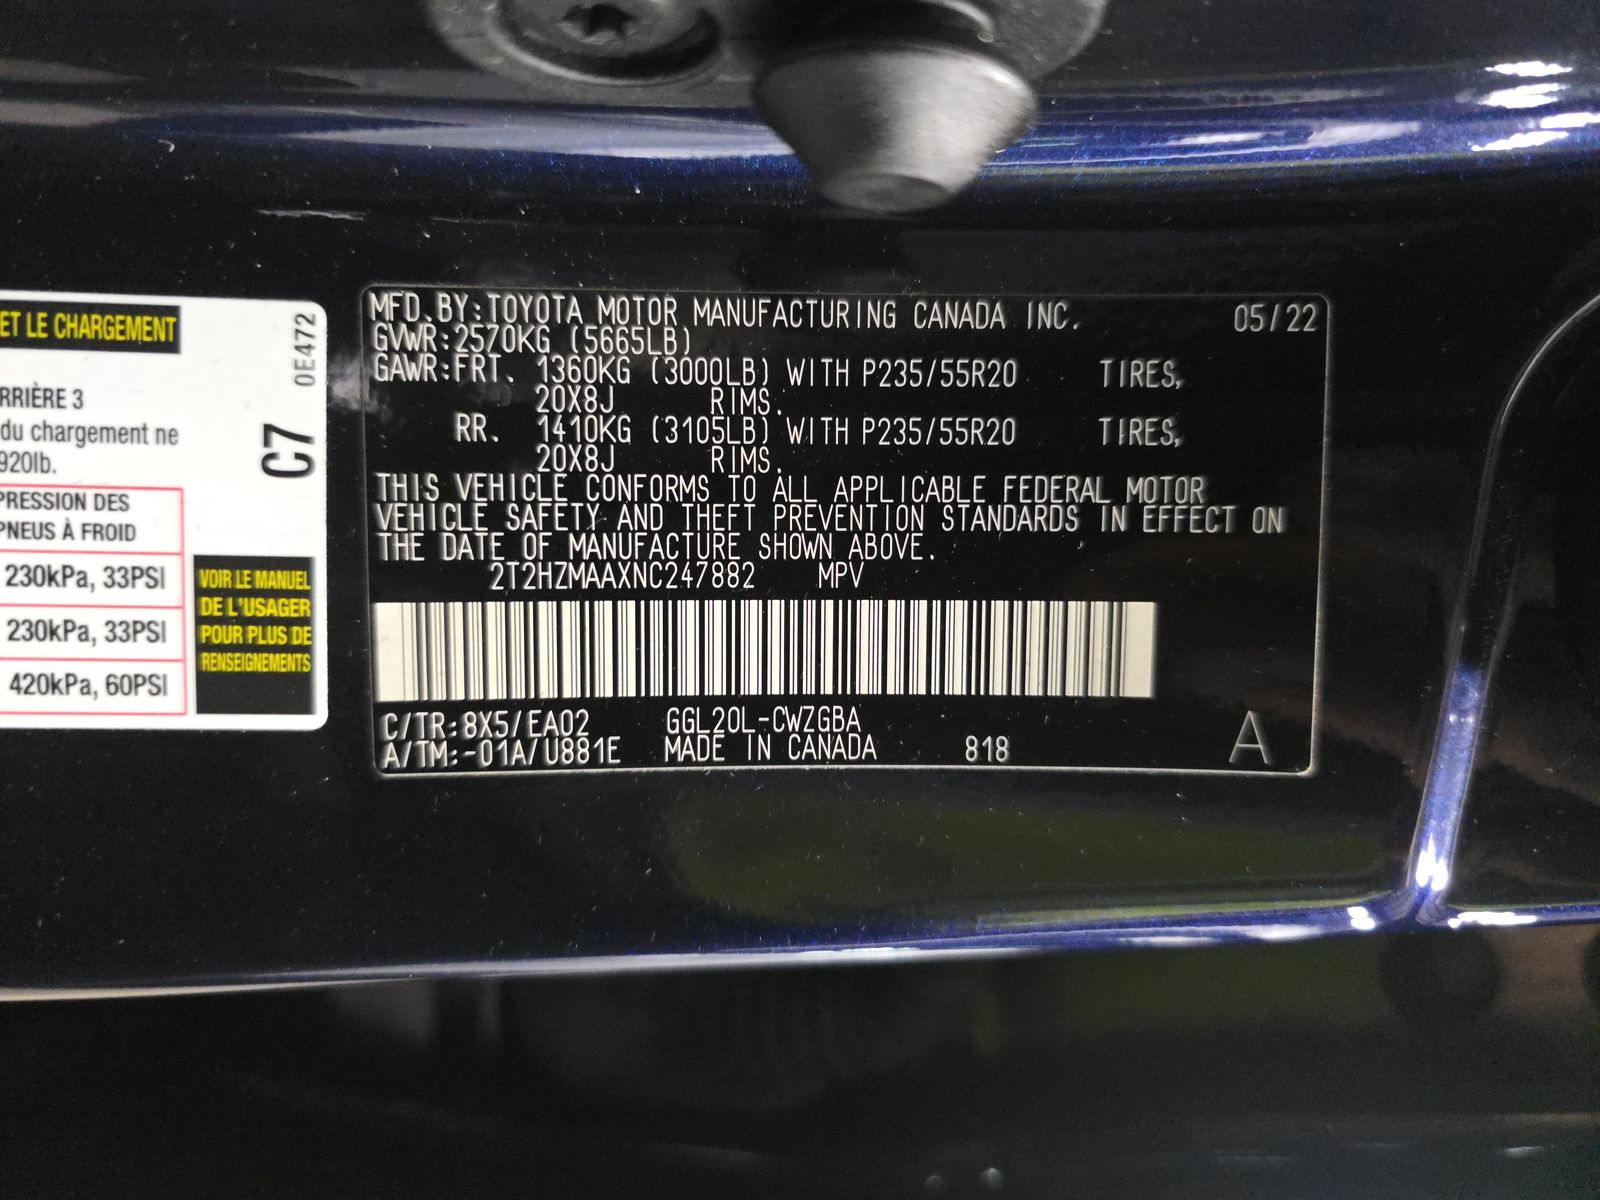 ET LE CHARGEMENT
0E472
RRIÈRE 3
du chargement ne
920lb.
C7
PRESSION DES
PNEUS À FROID
230kPa, 33PSI
230kPa, 33PSI
420kPa, 60PSI
VOIR LE MANUEL
DE L'USAGER
POUR PLUS DE
RENSEIGNEMENTS
MFD.BY:TOYOTA MOTOR MANUFACTURING CANADA INC. 05/22
GVWR:2570KG (5665LB)
GAWR:FRT. 1360KG (3000LB) WITH P235/55R20 TIRES,
20X8J RIMS.
RR. 1410KG (3105LB) WITH P235/55R20 TIRES,
20X8J RIMS.
THIS VEHICLE CONFORMS TO ALL APPLICABLE FEDERAL MOTOR
VEHICLE SAFETY AND THEFT PREVENTION STANDARDS IN EFFECT ON
THE DATE OF MANUFACTURE SHOWN ABOVE.
2T2HZMAAXNC247882 MPV
C/TR:8X5/EA02 GGL20L-CWZGBA
A/TM:-01A/U881E MADE IN CANADA 818 A